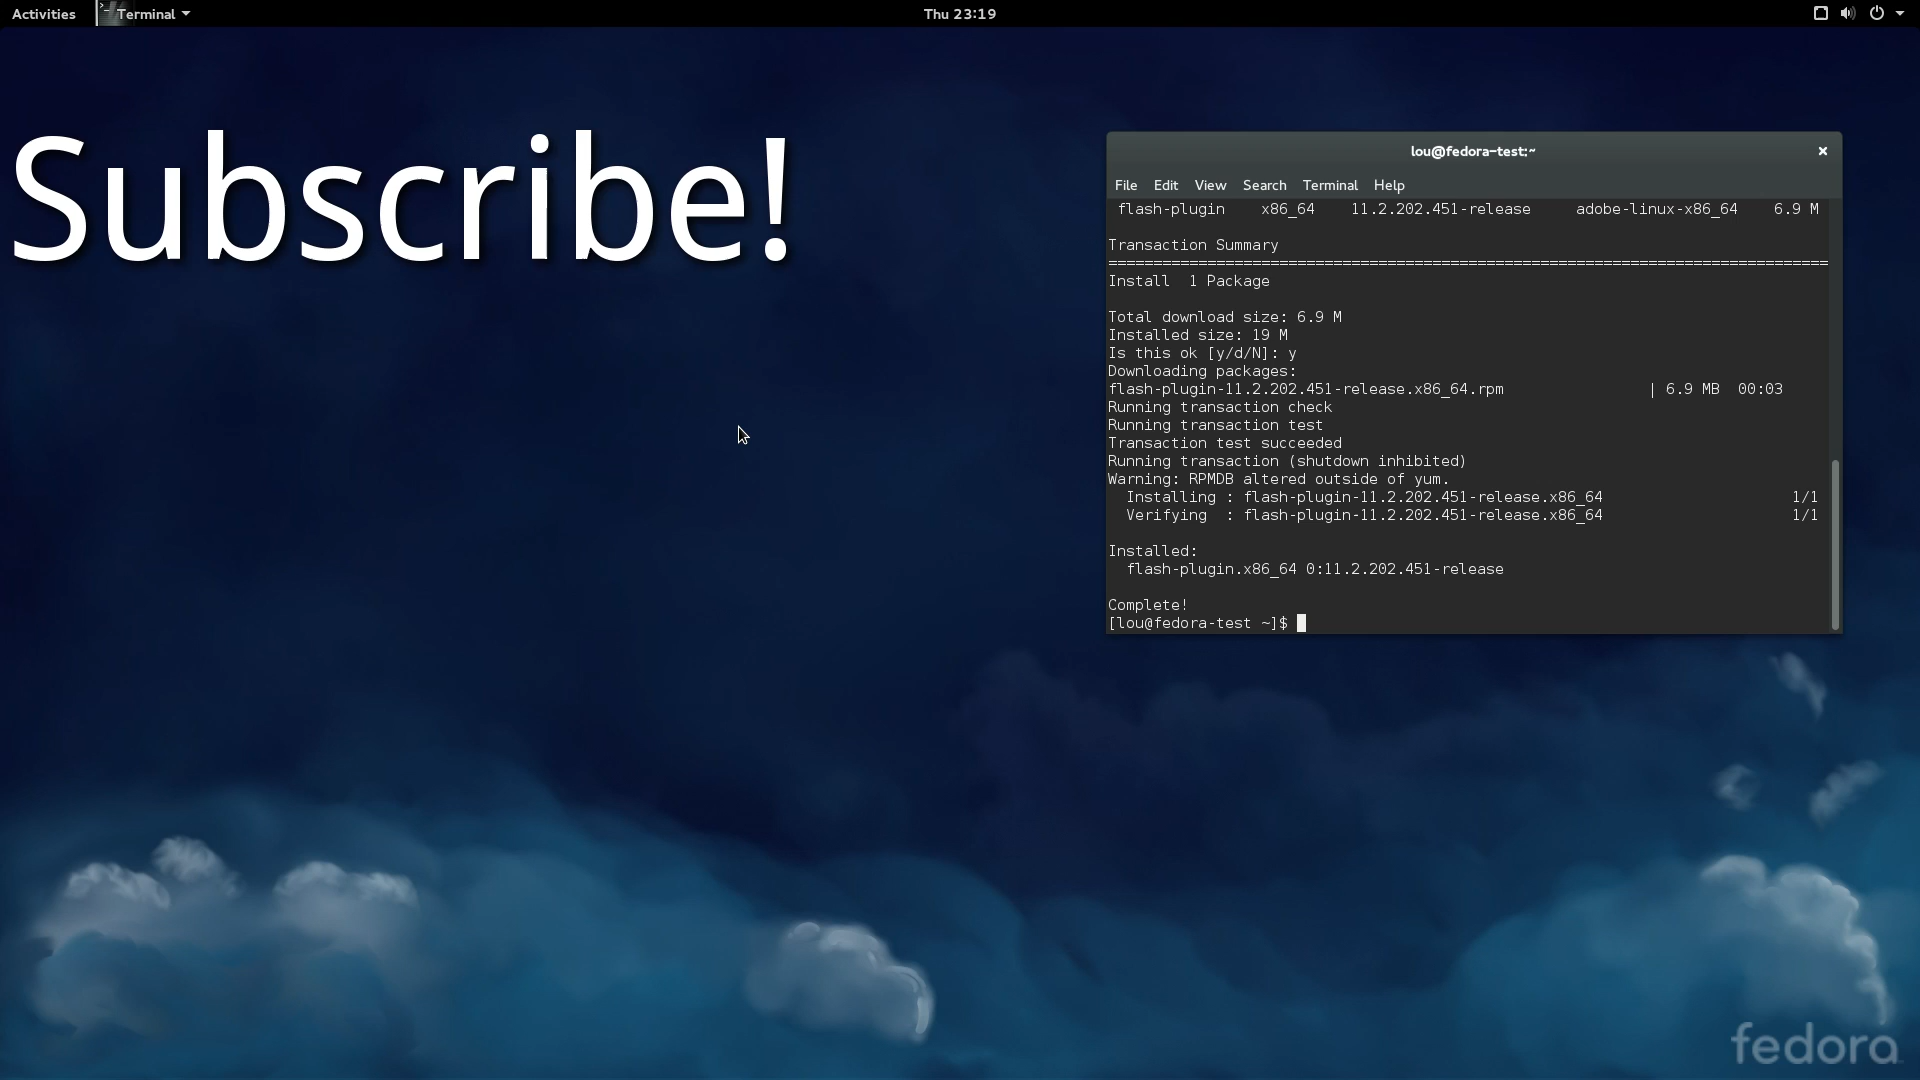 Activities Terminal Thu 23:19
Subscribe!
lou@fedora-test:~
File Edit View Search Terminal Help
flash-plugin x86_64 11.2.202.451-release adobe-linux-x86_64 6.9 M
Transaction Summary
================================================================================
Install 1 Package
Total download size: 6.9 M
Installed size: 19 M
Is this ok [y/d/N]: y
Downloading packages:
flash-plugin-11.2.202.451-release.x86_64.rpm | 6.9 MB 00:03
Running transaction check
Running transaction test
Transaction test succeeded
Running transaction (shutdown inhibited)
Warning: RPMDB altered outside of yum.
Installing : flash-plugin-11.2.202.451-release.x86_64 1/1
Verifying : flash-plugin-11.2.202.451-release.x86_64 1/1
Installed:
flash-plugin.x86_64 0:11.2.202.451-release
Complete!
[lou@fedora-test ~]$
fedora